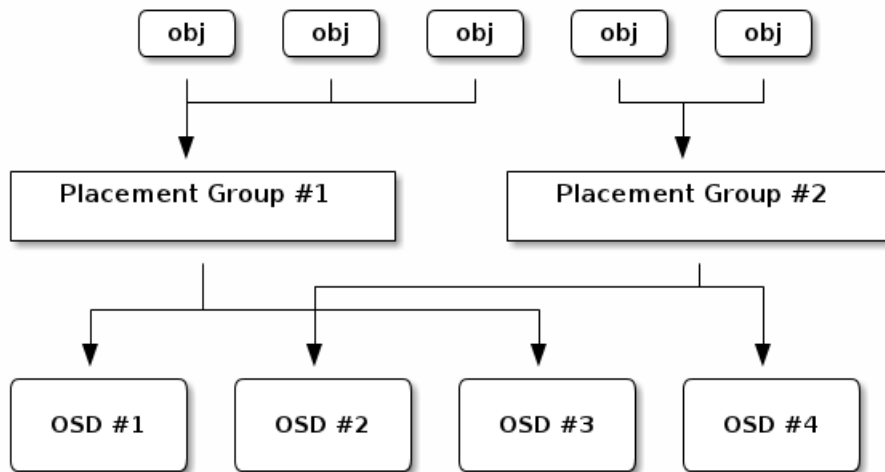 obj
obj
obj
obj
obj
Placement Group #1
Placement Group #2
OSD #1
OSD #2
OSD #3
OSD #4